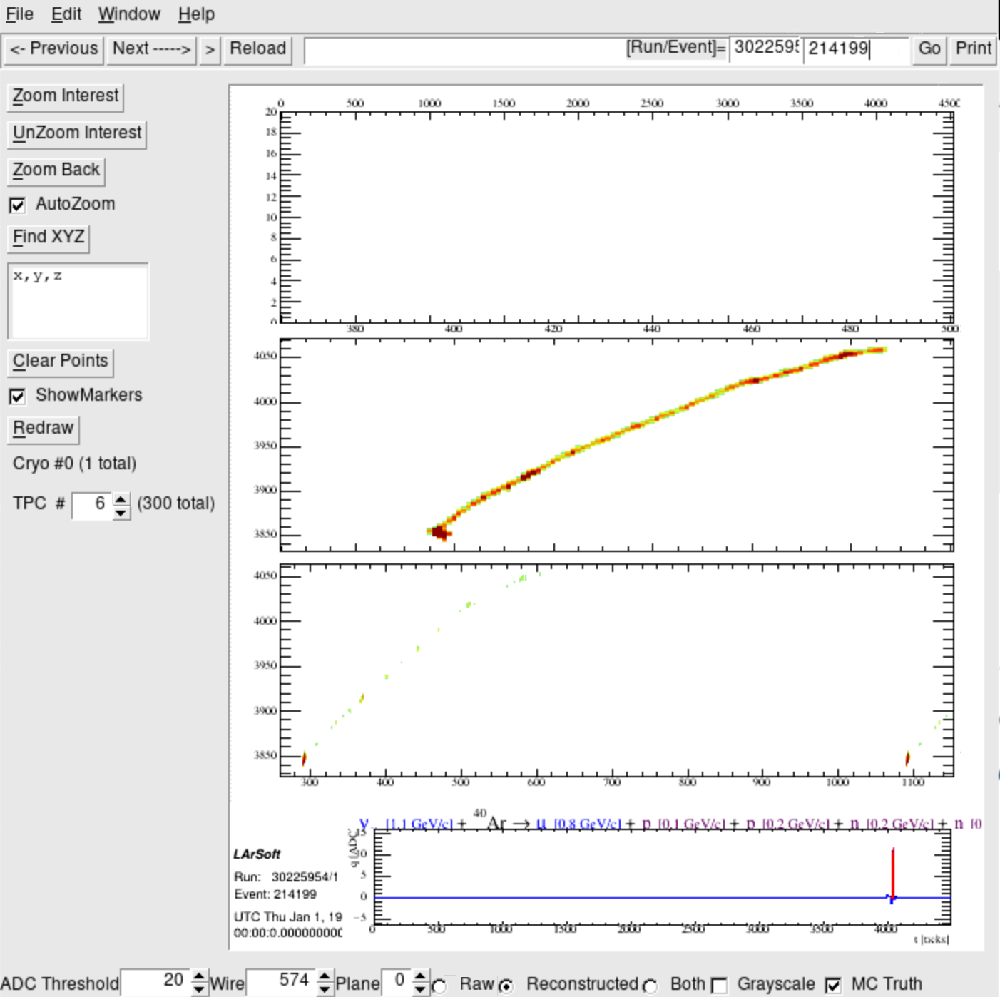 File Edit Window Help
<- Previous Next -----> > Reload [Run/Event]= 3022595 214199 Go Print
Zoom Interest
UnZoom Interest
Zoom Back
AutoZoom
Find XYZ
x,y,z
Clear Points
ShowMarkers
Redraw
Cryo #0 (1 total)
TPC # 6 (300 total)
0 500 1000 1500 2000 2500 3000 3500 4000 4500
20
18
16
14
12
10
8
6
4
2
0
380 400 420 440 460 480 500
4050
4000
3950
3900
3850
4050
4000
3950
3900
3850
300 400 500 600 700 800 900 1000 1100
[1.1 GeV/c] + 40Ar → μ [0.8 GeV/c] + p [0.1 GeV/c] + p [0.2 GeV/c] + n [0.2 GeV/c] + n [0
q [ADC]
15
10
5
0
−5
0 500 1000 1500 2000 2500 3000 3500 4000
t [ticks]
LArSoft
Run: 30225954/1
Event: 214199
UTC Thu Jan 1, 19
00:00:0.000000000
ADC Threshold 20 Wire 574 Plane 0 Raw Reconstructed Both Grayscale MC Truth